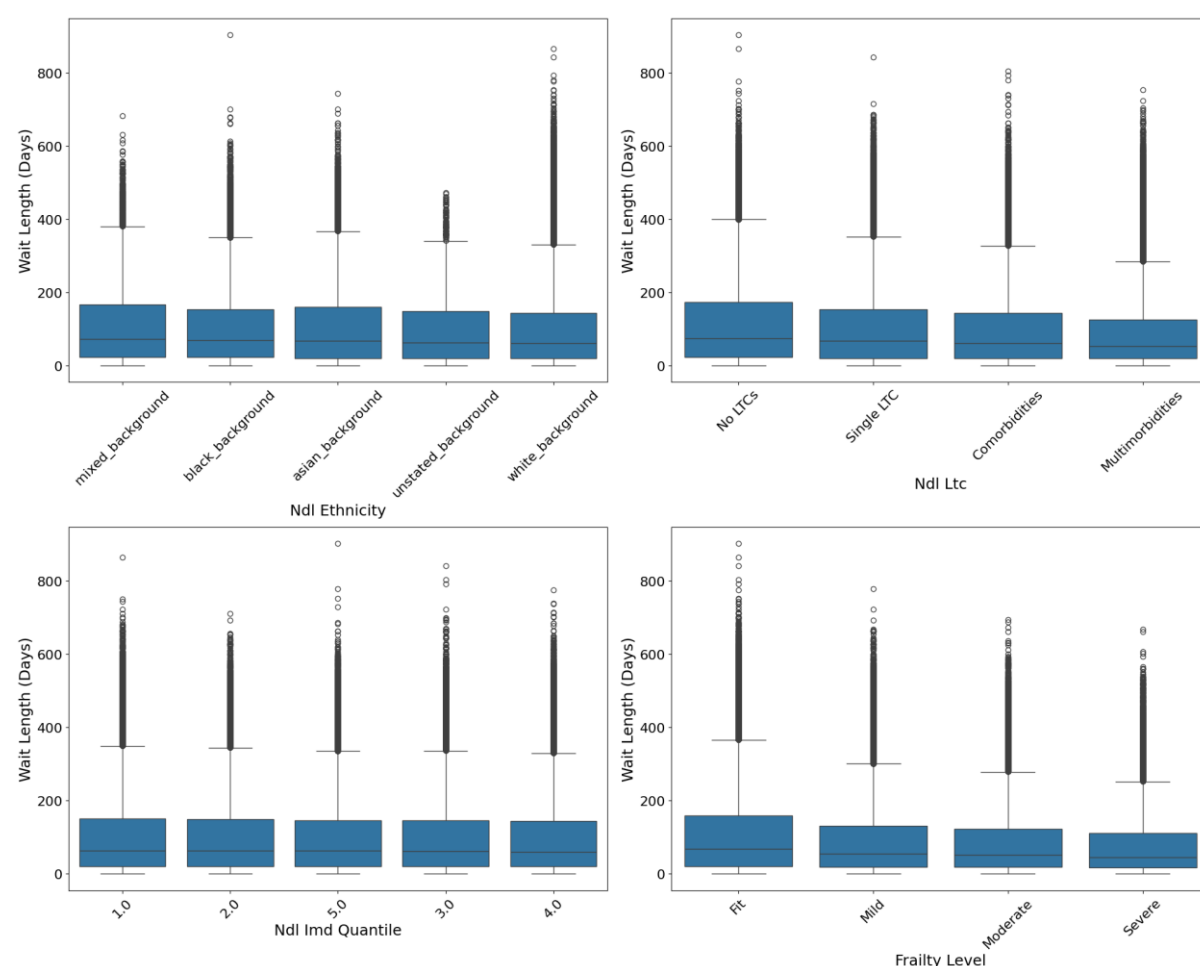 Wait Length (Days)
800
600
400
200
0
mixed_background
black_background
asian_background
unstated_background
white_background
Ndl Ethnicity
Wait Length (Days)
800
600
400
200
0
No LTCs
Single LTC
Comorbidities
Multimorbidities
Ndl Ltc
Wait Length (Days)
800
600
400
200
0
1.0
2.0
5.0
3.0
4.0
Ndl Imd Quantile
Wait Length (Days)
800
600
400
200
0
Fit
Mild
Moderate
Severe
Frailty Level